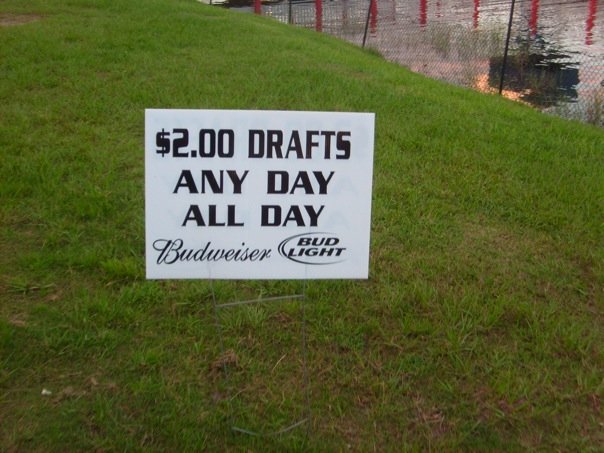 $2.00 DRAFTS
ANY DAY
ALL DAY
Budweiser BUD LIGHT